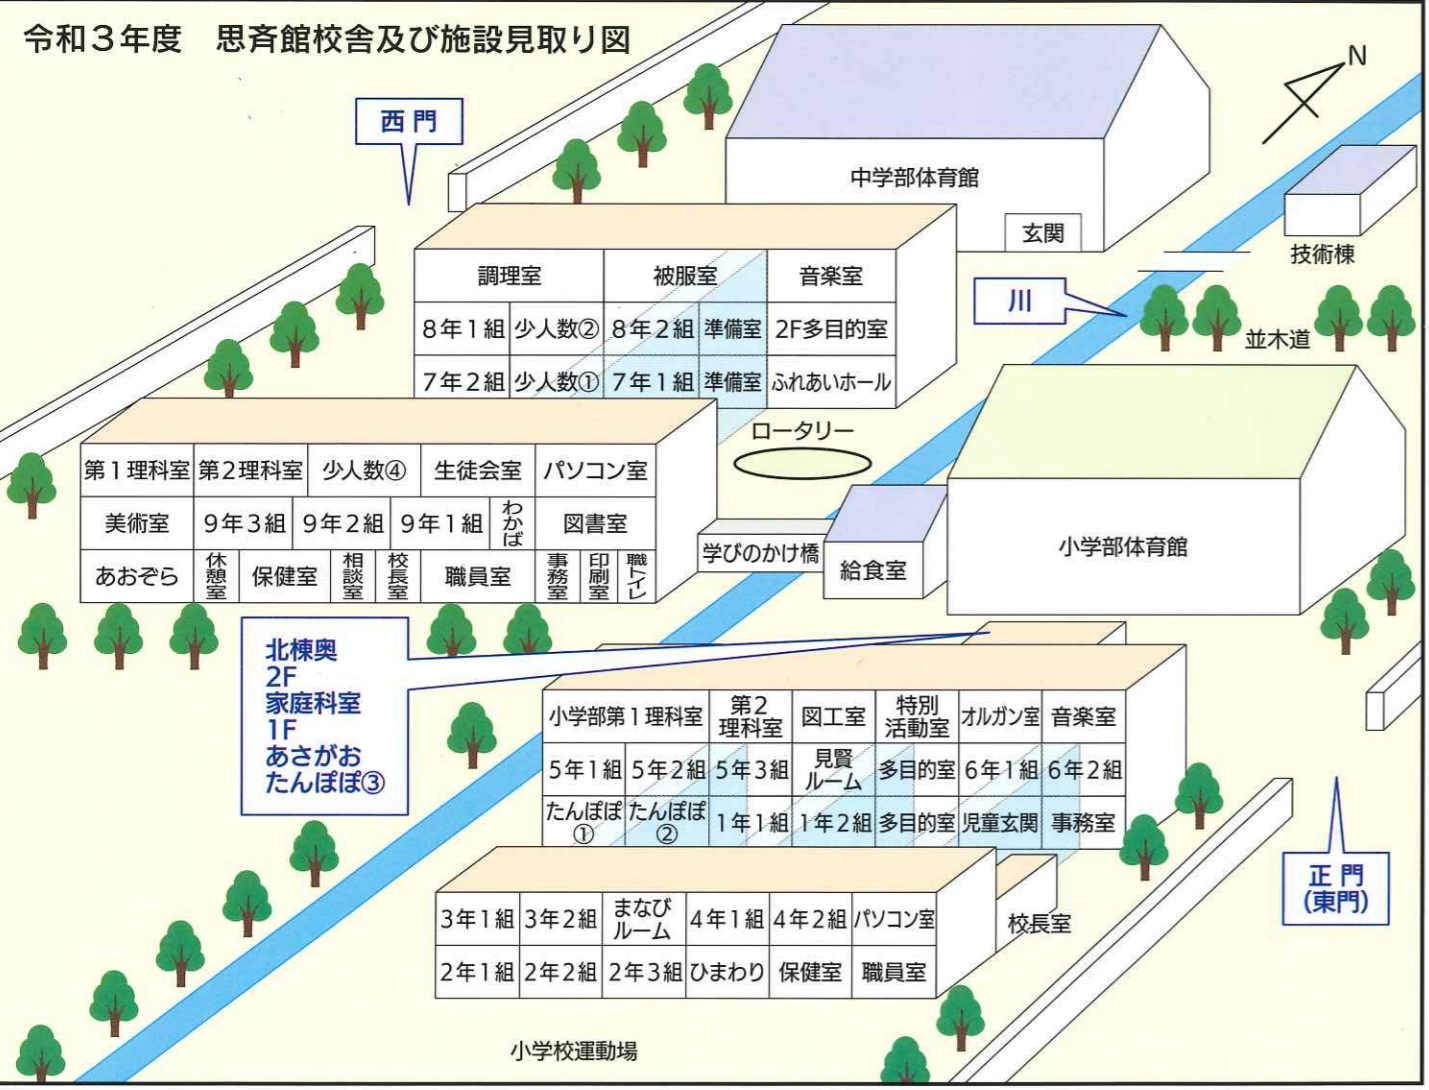 令和３年度　思斉館校舎及び施設見取り図
N
西門
中学部体育館
玄関
技術棟
川
並木道
調理室 被服室 音楽室
８年１組 少人数② ８年２組 準備室 2F多目的室
７年２組 少人数① ７年１組 準備室 ふれあいホール
ロータリー
第１理科室 第２理科室 少人数④ 生徒会室 パソコン室
美術室 ９年３組 ９年２組 ９年１組 わかば 図書室
あおぞら 休憩室 保健室 相談室 校長室 職員室 事務室 印刷室 職トイレ
学びのかけ橋
給食室
小学部体育館
北棟奥
2F
家庭科室
1F
あさがお
たんぽぽ③
小学部第１理科室 第２理科室 図工室 特別活動室 オルガン室 音楽室
５年１組 ５年２組 ５年３組 見賢ルーム 多目的室 ６年１組 ６年２組
たんぽぽ① たんぽぽ② １年１組 １年２組 多目的室 児童玄関 事務室
正門
(東門)
３年１組 ３年２組 まなびルーム ４年１組 ４年２組 パソコン室
２年１組 ２年２組 ２年３組 ひまわり 保健室 職員室
校長室
小学校運動場